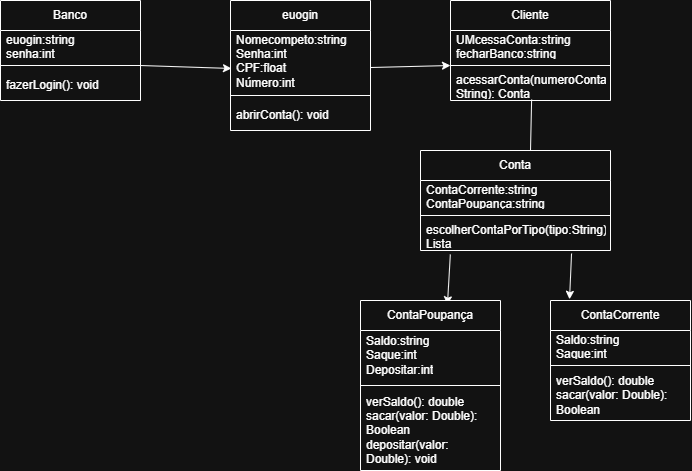 Banco
euogin:string
senha:int
fazerLogin(): void
euogin
Nomecompeto:string
Senha:int
CPF:float
Número:int
abrirConta(): void
Cliente
UMcessaConta:string
fecharBanco:string
acessarConta(numeroConta
String): Conta
Conta
ContaCorrente:string
ContaPoupança:string
escolherContaPorTipo(tipo:String)
Lista
ContaPoupança
Saldo:string
Saque:int
Depositar:int
verSaldo(): double
sacar(valor: Double):
Boolean
depositar(valor:
Double): void
ContaCorrente
Saldo:string
Saque:int
verSaldo(): double
sacar(valor: Double):
Boolean